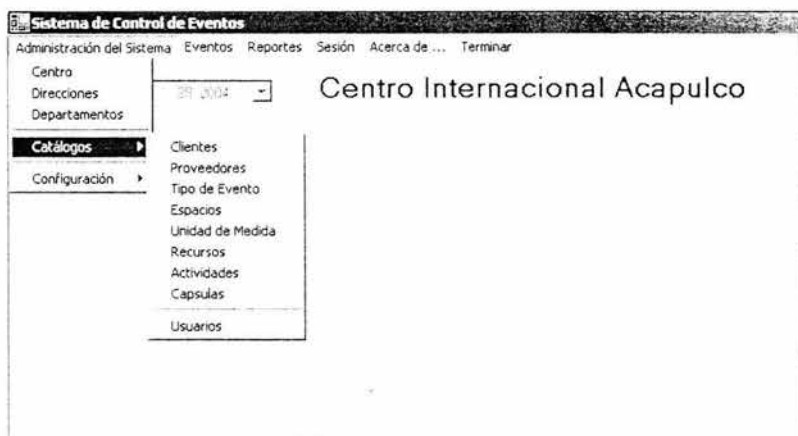 Sistema de Control de Eventos
Administración del Sistema Eventos Reportes Sesión Acerca de ... Terminar
Centro
Direcciones
Departamentos
Catálogos
Configuración
2004
Centro Internacional Acapulco
Clientes
Proveedores
Tipo de Evento
Espacios
Unidad de Medida
Recursos
Actividades
Capsulas
Usuarios